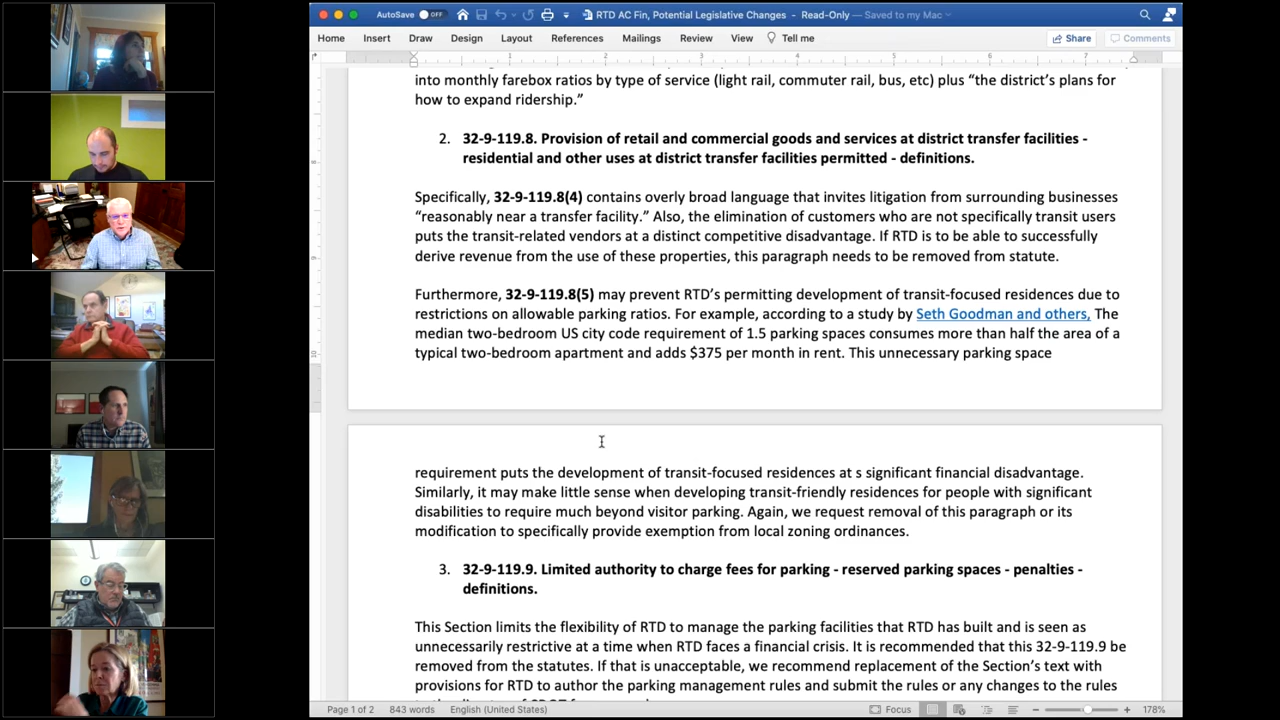 AutoSave OFF
RTD AC Fin, Potential Legislative Changes - Read-Only — Saved to my Mac
Home Insert Draw Design Layout References Mailings Review View Tell me Share Comments
1 2 3 4 5 6 7
into monthly farebox ratios by type of service (light rail, commuter rail, bus, etc) plus “the district’s plans for
how to expand ridership.”
2. 32-9-119.8. Provision of retail and commercial goods and services at district transfer facilities -
residential and other uses at district transfer facilities permitted - definitions.
Specifically, 32-9-119.8(4) contains overly broad language that invites litigation from surrounding businesses
“reasonably near a transfer facility.” Also, the elimination of customers who are not specifically transit users
puts the transit-related vendors at a distinct competitive disadvantage. If RTD is to be able to successfully
derive revenue from the use of these properties, this paragraph needs to be removed from statute.
Furthermore, 32-9-119.8(5) may prevent RTD’s permitting development of transit-focused residences due to
restrictions on allowable parking ratios. For example, according to a study by Seth Goodman and others, The
median two-bedroom US city code requirement of 1.5 parking spaces consumes more than half the area of a
typical two-bedroom apartment and adds $375 per month in rent. This unnecessary parking space
requirement puts the development of transit-focused residences at s significant financial disadvantage.
Similarly, it may make little sense when developing transit-friendly residences for people with significant
disabilities to require much beyond visitor parking. Again, we request removal of this paragraph or its
modification to specifically provide exemption from local zoning ordinances.
3. 32-9-119.9. Limited authority to charge fees for parking - reserved parking spaces - penalties -
definitions.
This Section limits the flexibility of RTD to manage the parking facilities that RTD has built and is seen as
unnecessarily restrictive at a time when RTD faces a financial crisis. It is recommended that this 32-9-119.9 be
removed from the statutes. If that is unacceptable, we recommend replacement of the Section’s text with
provisions for RTD to author the parking management rules and submit the rules or any changes to the rules
Page 1 of 2 843 words English (United States) Focus 178%